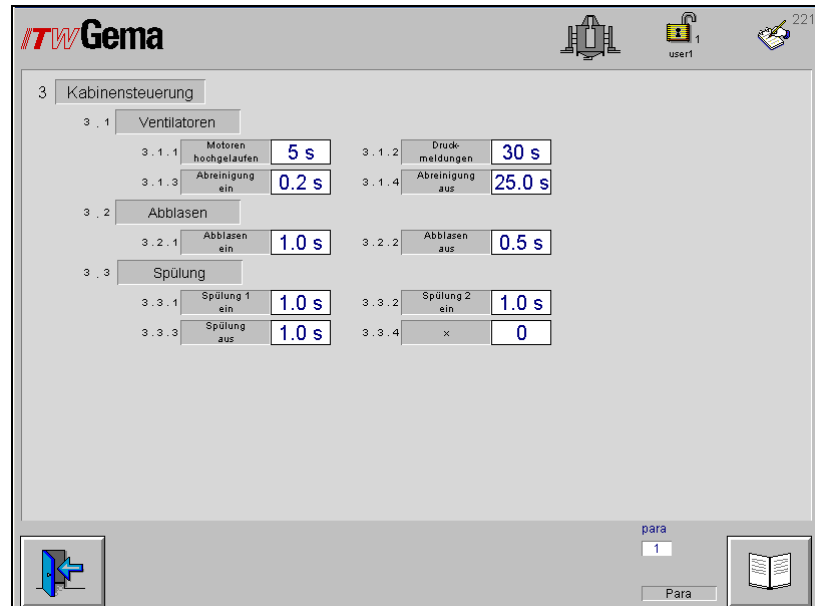 ITWGema
221
1
user1
3 Kabinensteuerung
3.1 Ventilatoren
3.1.1 Motoren hochgelaufen 5 s 3.1.2 Druck-meldungen 30 s
3.1.3 Abreinigung ein 0.2 s 3.1.4 Abreinigung aus 25.0 s
3.2 Abblasen
3.2.1 Abblasen ein 1.0 s 3.2.2 Abblasen aus 0.5 s
3.3 Spülung
3.3.1 Spülung 1 ein 1.0 s 3.3.2 Spülung 2 ein 1.0 s
3.3.3 Spülung aus 1.0 s 3.3.4 x 0
para
1
Para